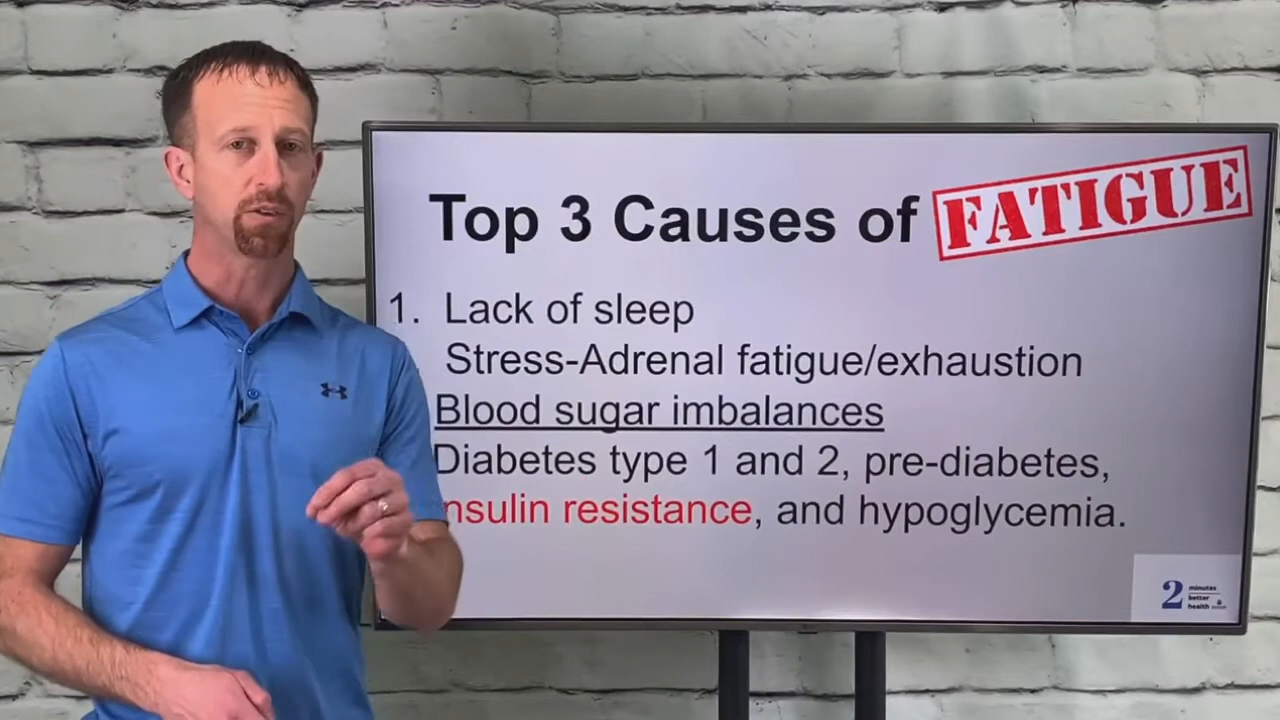 Top 3 Causes of FATIGUE
1. Lack of sleep
Stress-Adrenal fatigue/exhaustion
Blood sugar imbalances
Diabetes type 1 and 2, pre-diabetes,
nsulin resistance, and hypoglycemia.
2 minutes
better
health